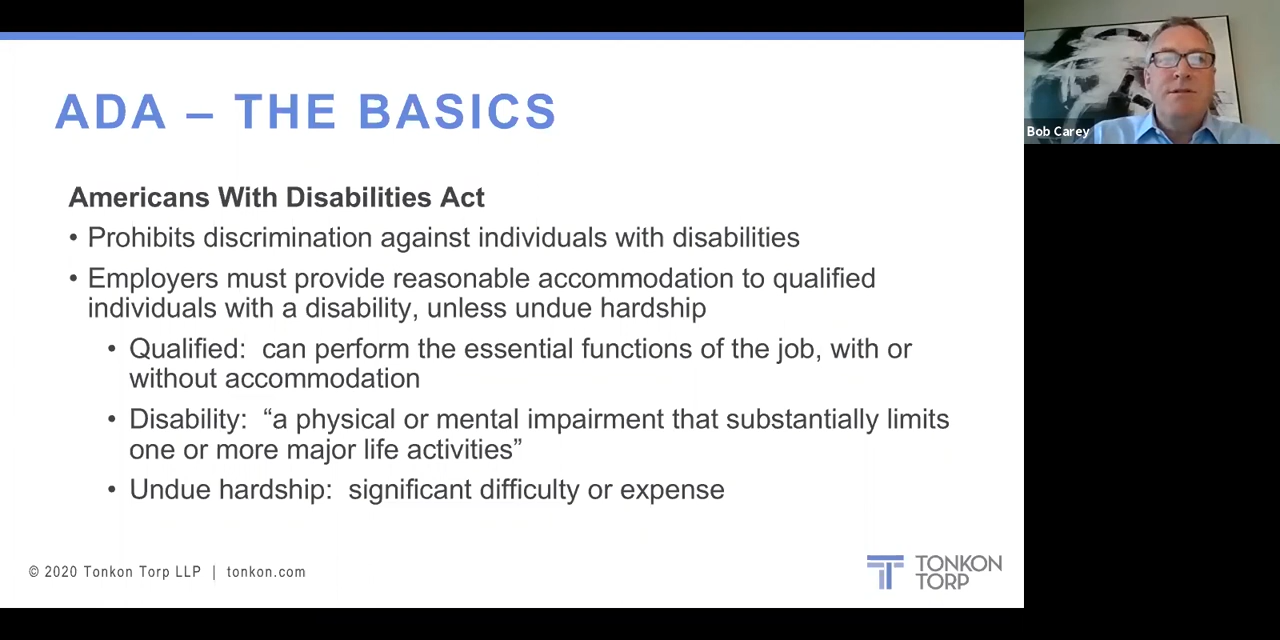 ADA – THE BASICS
Americans With Disabilities Act
• Prohibits discrimination against individuals with disabilities
• Employers must provide reasonable accommodation to qualified
individuals with a disability, unless undue hardship
• Qualified:  can perform the essential functions of the job, with or
without accommodation
• Disability:  “a physical or mental impairment that substantially limits
one or more major life activities”
• Undue hardship:  significant difficulty or expense
© 2020 Tonkon Torp LLP  |  tonkon.com
TONKON
TORP
Bob Carey